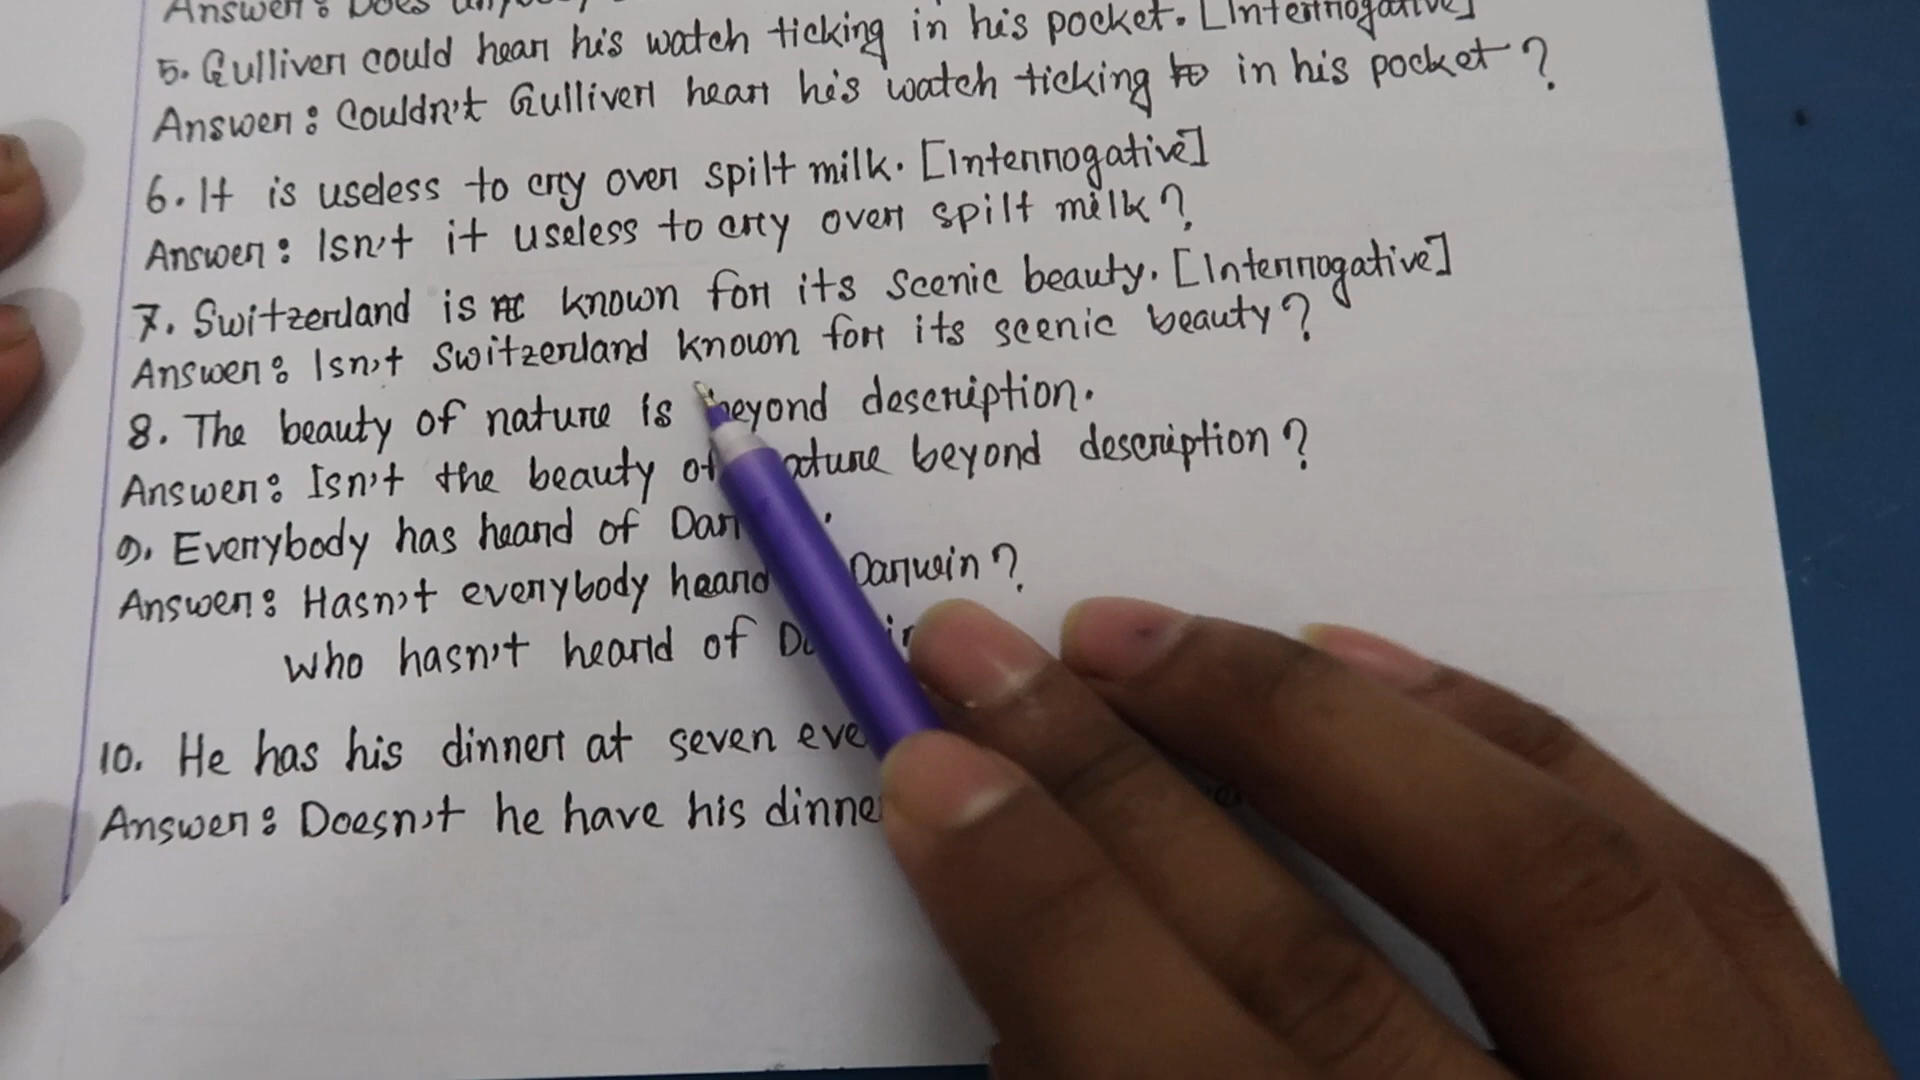 Answer: Does
5. Gulliver could hear his watch ticking in his pocket. [Interrogative]
Answer: Couldn't Gulliver hear his watch ticking in his pocket?
6. It is useless to cry over spilt milk. [Interrogative]
Answer: Isn't it useless to cry over spilt milk?
7. Switzerland is known for its scenic beauty. [Interrogative]
Answer: Isn't Switzerland known for its scenic beauty?
8. The beauty of nature is beyond description.
Answer: Isn't the beauty of nature beyond description?
9. Everybody has heard of
Answer: Hasn't everybody heard Darwin?
Who hasn't heard of
10. He has his dinner at seven
Answer: Doesn't he have his